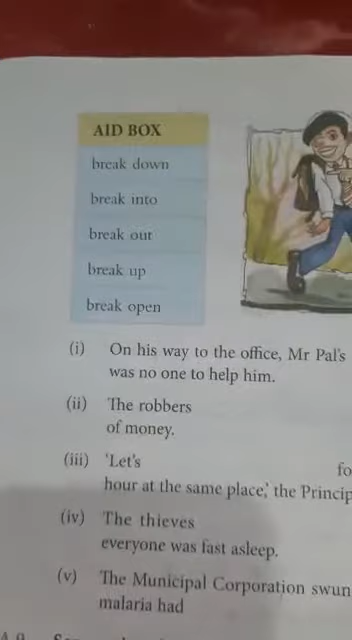 AID BOX
break down
break into
break out
break up
break open
(i) On his way to the office, Mr Pal's
was no one to help him.
(ii) The robbers
of money.
(iii) 'Let's fo
hour at the same place,' the Princip
(iv) The thieves
everyone was fast asleep.
(v) The Municipal Corporation swun
malaria had